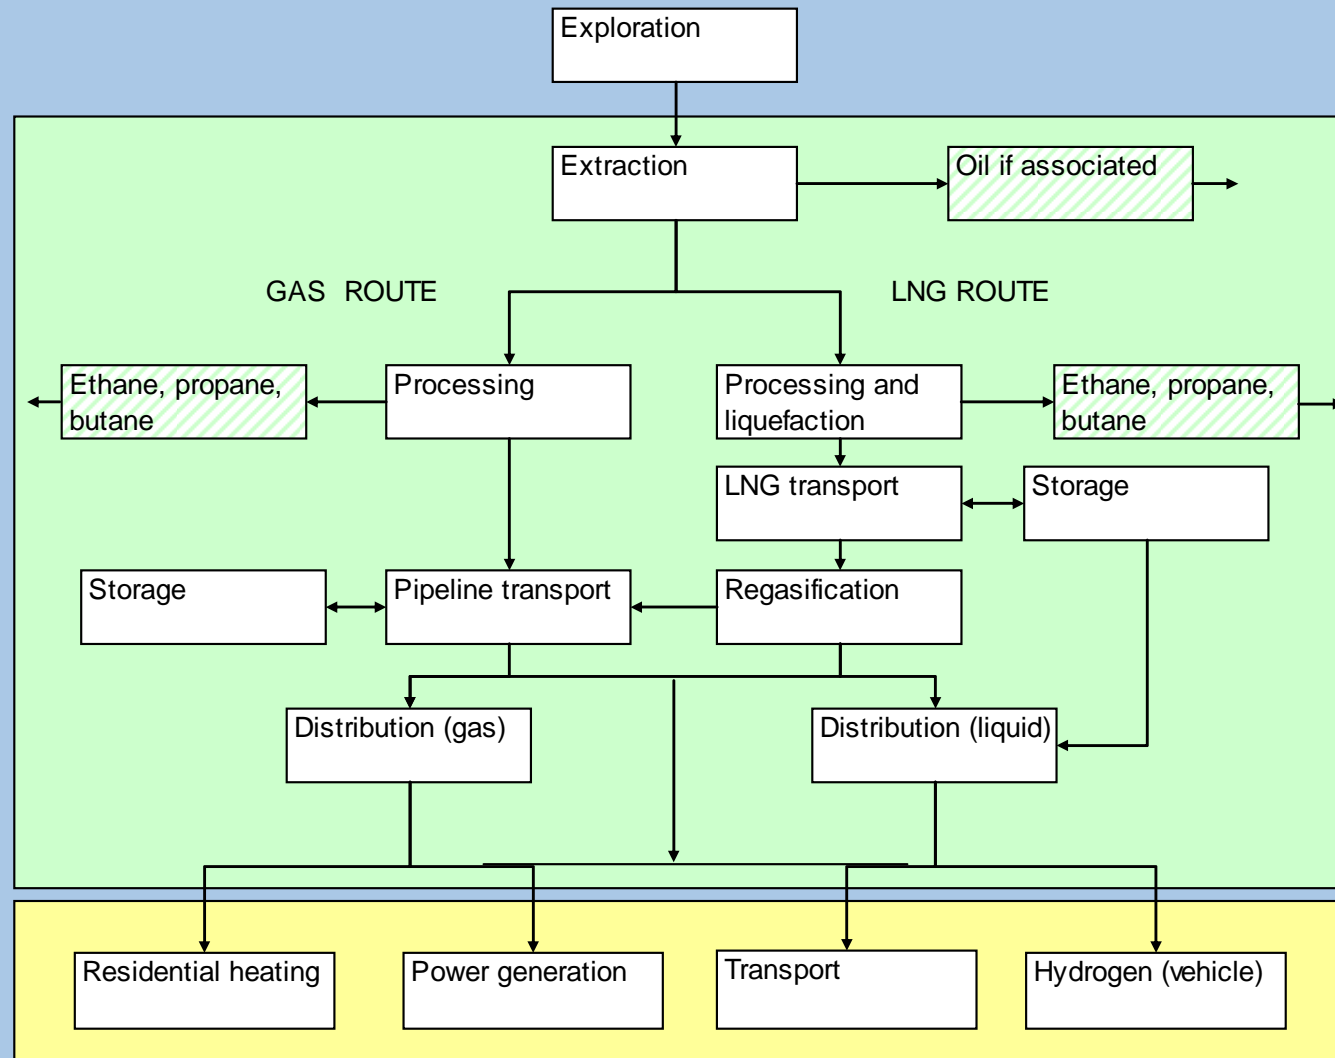 Exploration
Extraction
Oil if associated
GAS ROUTE
LNG ROUTE
Ethane, propane,
butane
Processing
Processing and
liquefaction
Ethane, propane,
butane
LNG transport
Storage
Storage
Pipeline transport
Regasification
Distribution (gas)
Distribution (liquid)
Residential heating
Power generation
Transport
Hydrogen (vehicle)